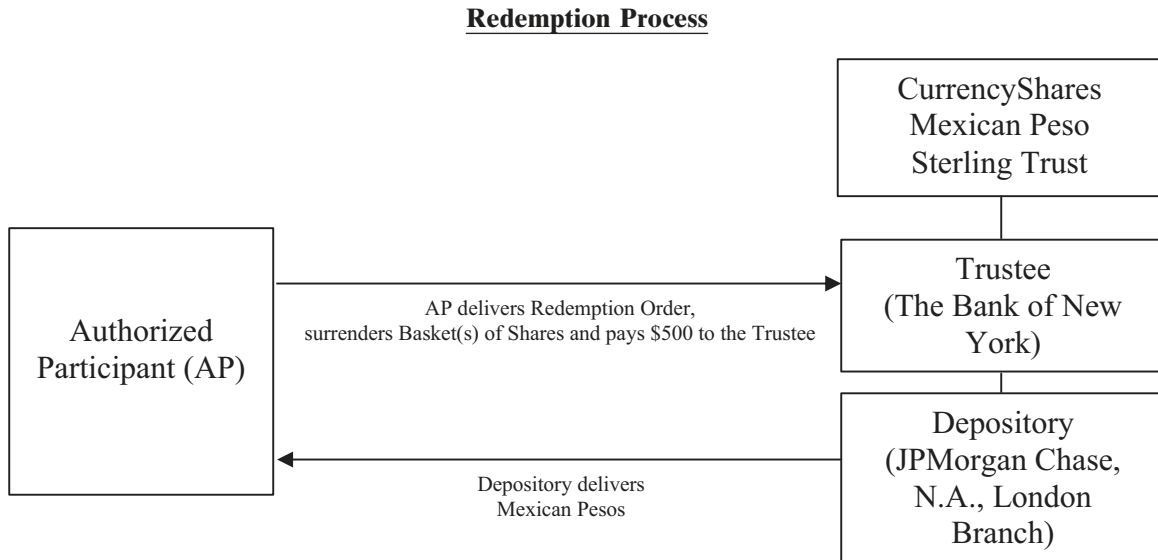 Redemption Process
CurrencyShares
Mexican Peso
Sterling Trust
Authorized
Participant (AP)
AP delivers Redemption Order,
surrenders Basket(s) of Shares and pays $500 to the Trustee
Trustee
(The Bank of New
York)
Depository delivers
Mexican Pesos
Depository
(JPMorgan Chase,
N.A., London
Branch)